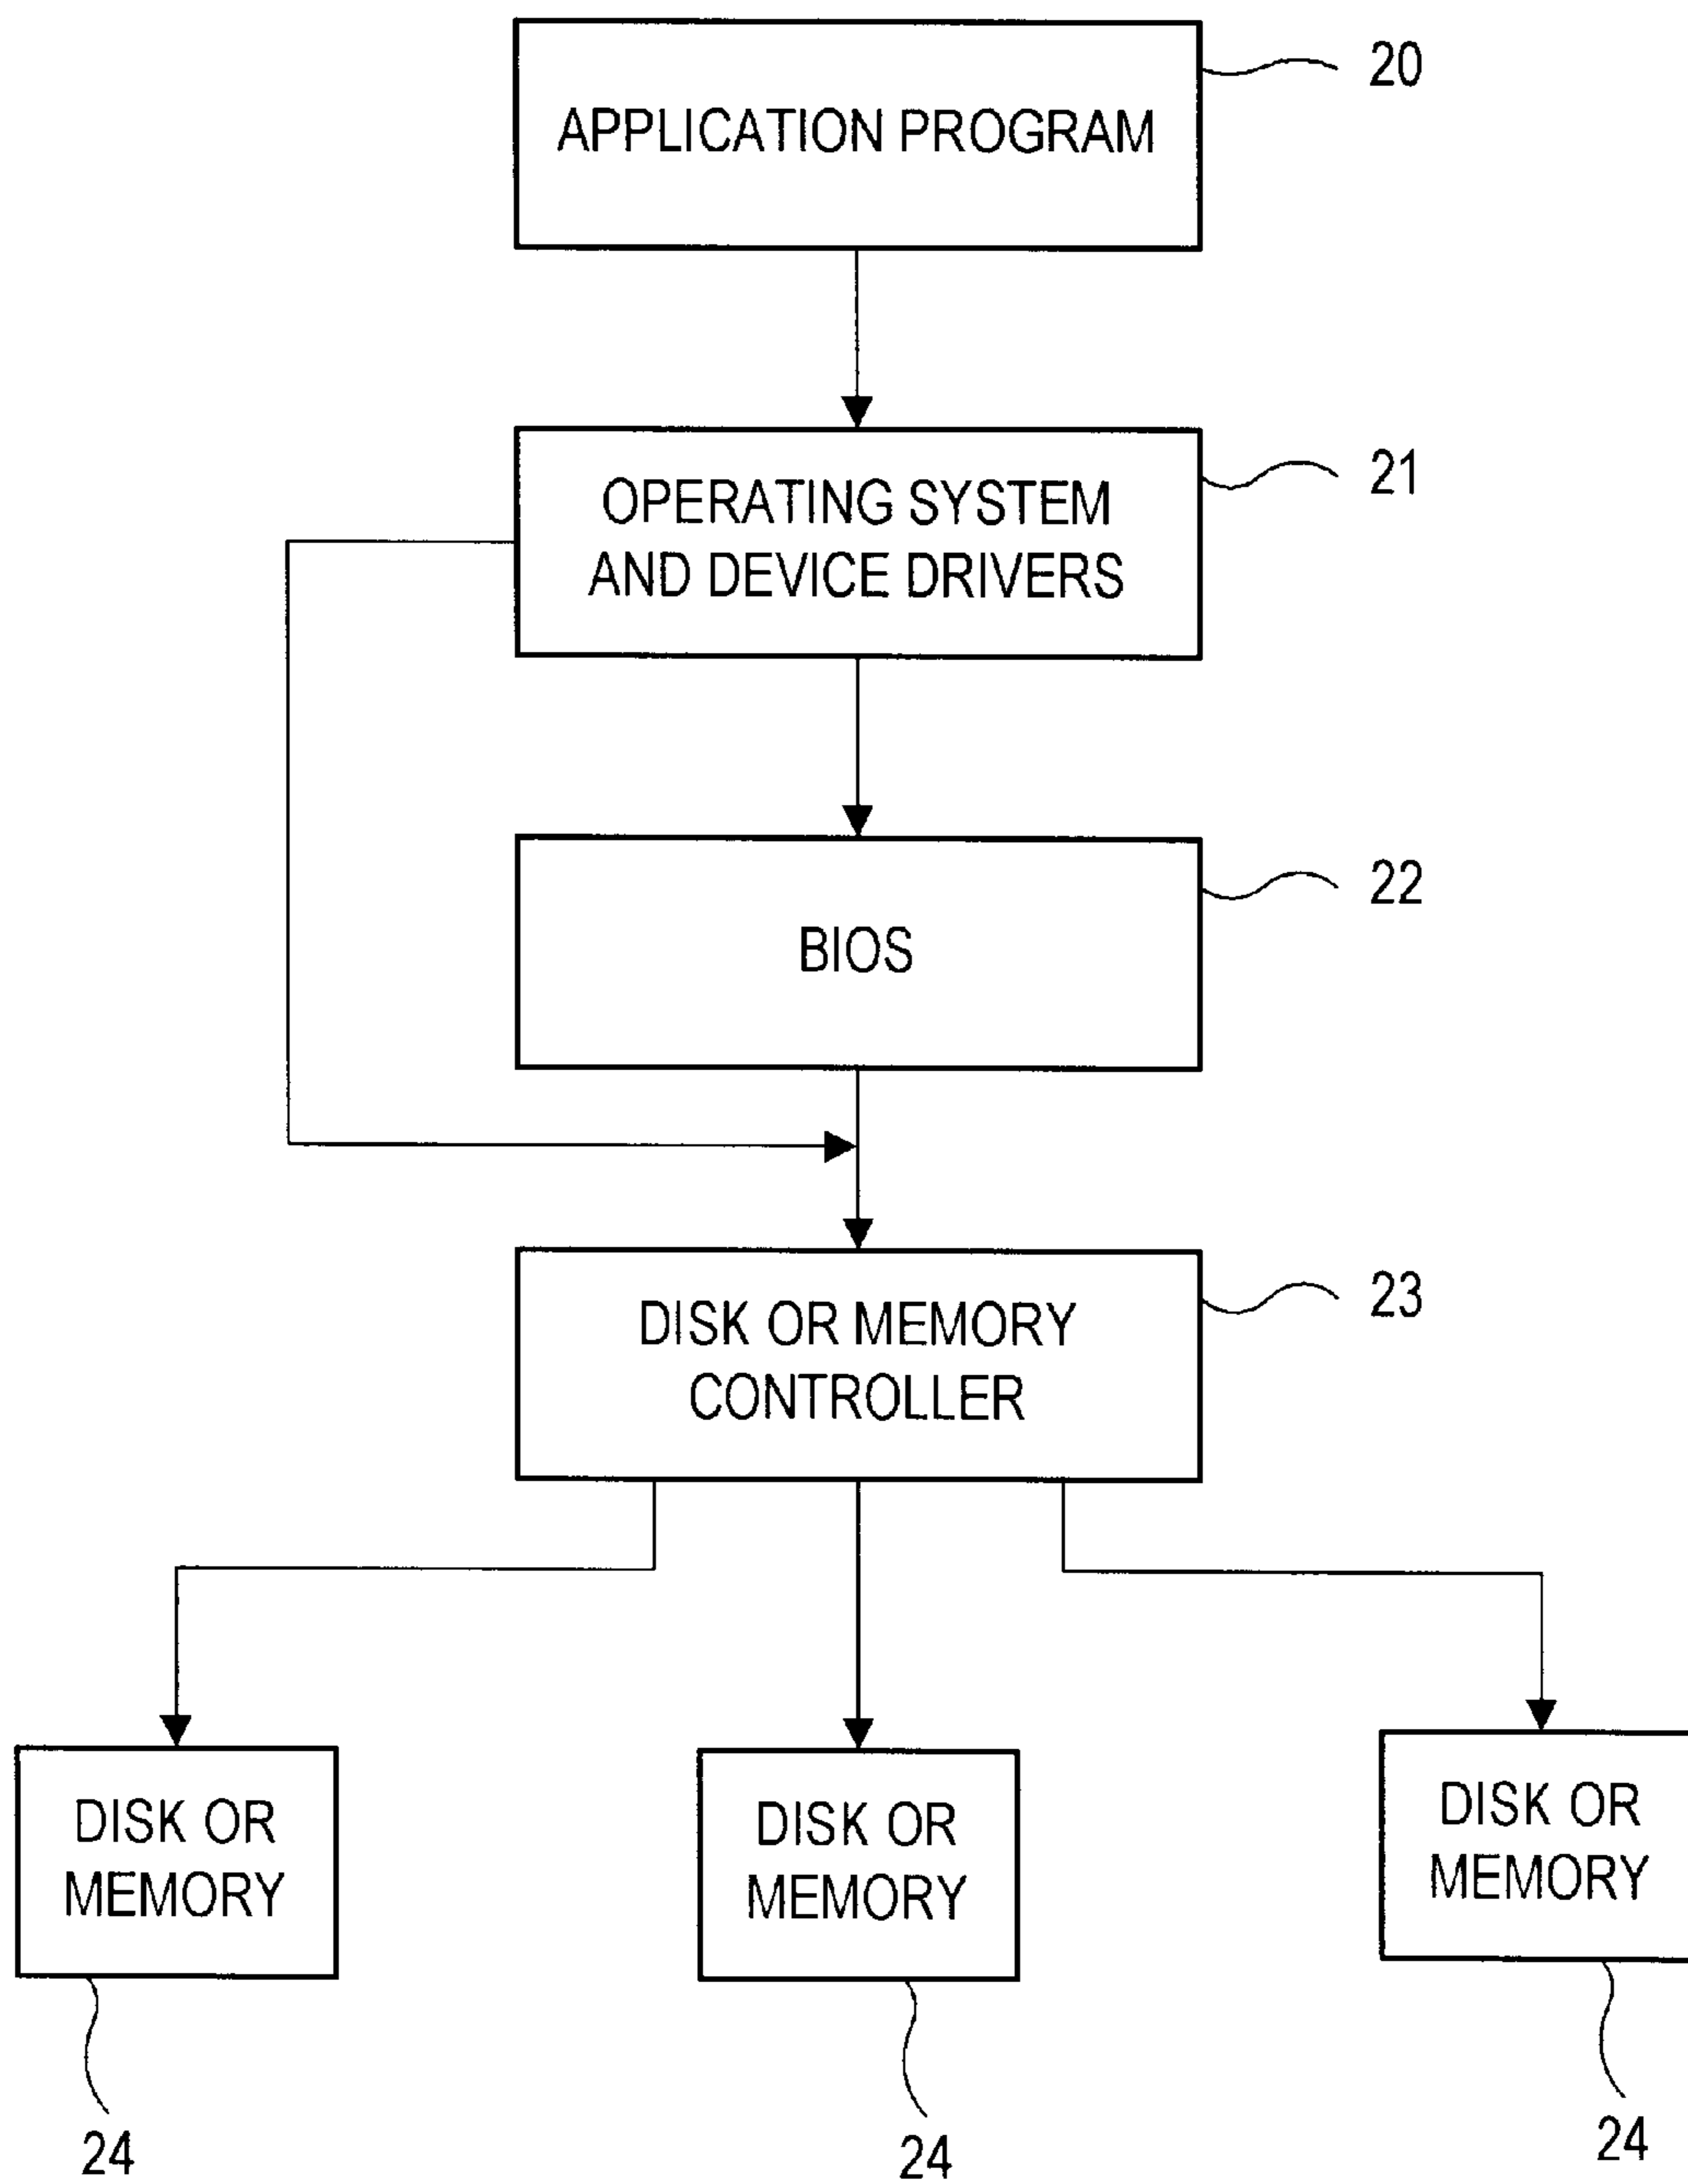 20
APPLICATION PROGRAM
21
OPERATING SYSTEM
AND DEVICE DRIVERS
22
BIOS
23
DISK OR MEMORY
CONTROLLER
DISK OR
MEMORY
DISK OR
MEMORY
DISK OR
MEMORY
24
24
24